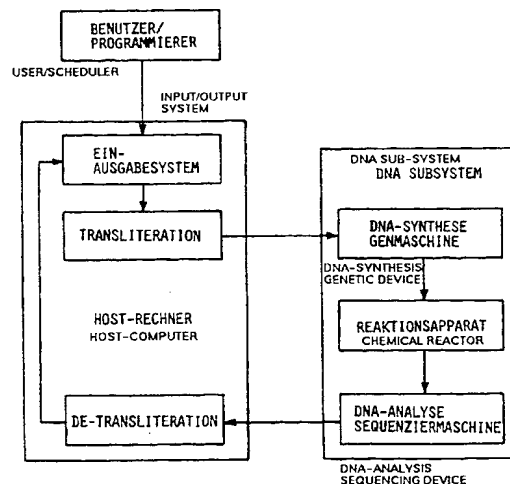 BENUTZER/
PROGRAMMIERER
USER/SCHEDULER
INPUT/OUTPUT
SYSTEM
EIN-
AUSGABESYSTEM
TRANSLITERATION
HOST-RECHNER
HOST-COMPUTER
DE-TRANSLITERATION
DNA SUB-SYSTEM
DNA SUBSYSTEM
DNA-SYNTHESE
GENMASCHINE
DNA-SYNTHESIS
GENETIC DEVICE
REAKTIONSAPPARAT
CHEMICAL REACTOR
DNA-ANALYSE
SEQUENZIERMASCHINE
DNA-ANALYSIS
SEQUENCING DEVICE